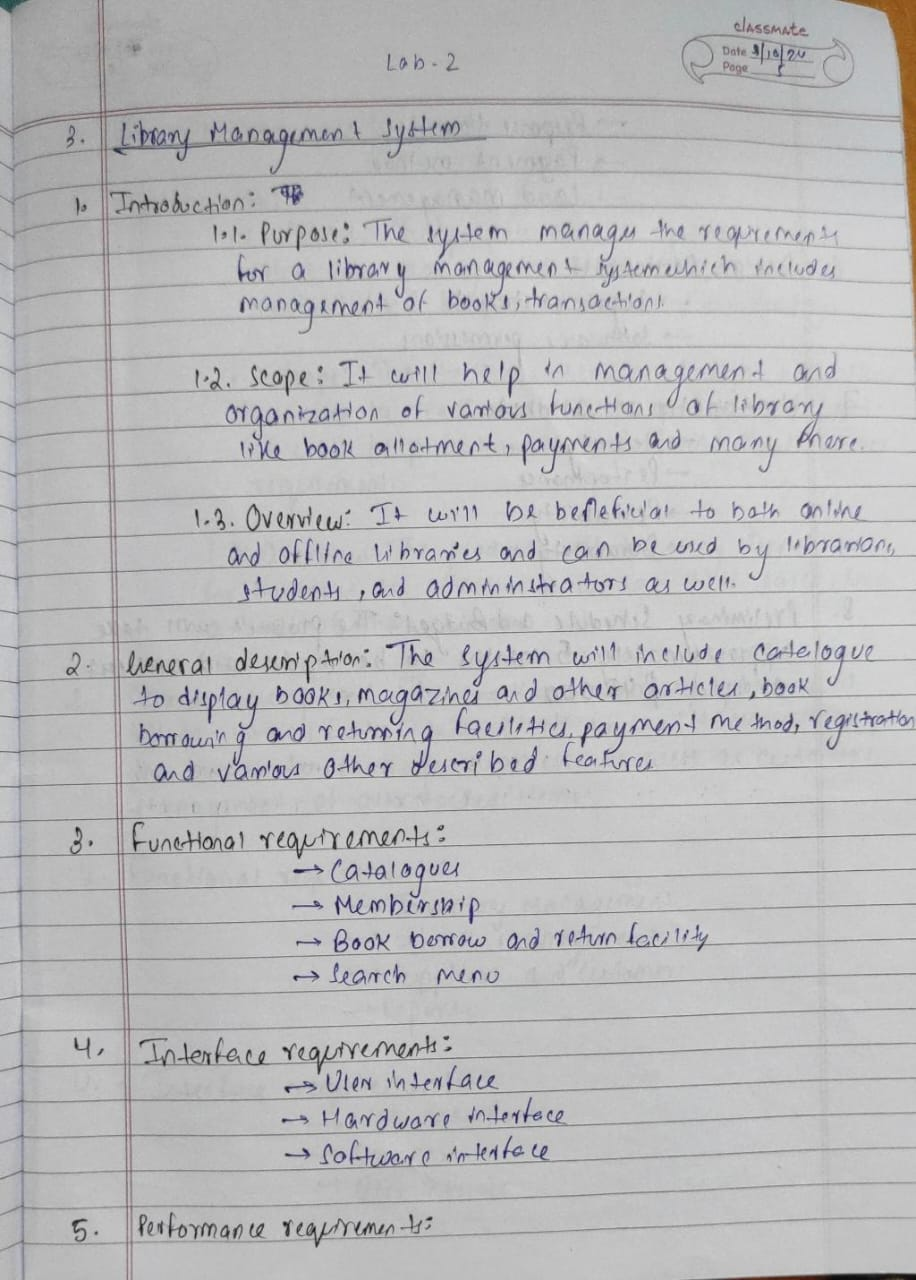 classmate
Date 9/10/24
Page 5
Lab-2
3. Library Management System
1. Introduction:
1.1. Purpose: The system manages the requirements
for a library management system which includes
management of books, transactions.
1.2. Scope: It will help in management and
organization of various functions of library
like book allotment, payments and many more.
1.3. Overview: It will be beneficial to both online
and offline libraries and can be used by librarians,
students, and admininstrators as well.
2. General description: The system will include catelogue
to display books, magazines and other articles, book
borrowing and returning facilities, payment method, registration
and various other described features
3. Functional requirements:
→ Catalogues
→ Membership
→ Book borrow and return facility
→ Search menu
4. Interface requirements:
→ User interface
→ Hardware interface
→ Software interface
5. Performance requirements: